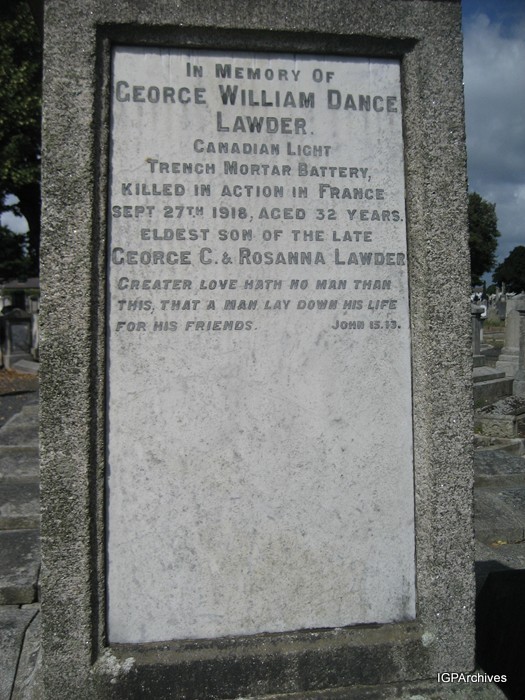 In Memory Of
George William Dance
Lawder.
Canadian Light
Trench Mortar Battery,
killed in action in France
Sept 27th 1918, aged 32 years.
eldest son of the late
George C. & Rosanna Lawder
Greater love hath no man than
this, that a man lay down his life
for his friends. John 15.13.
IGPArchives